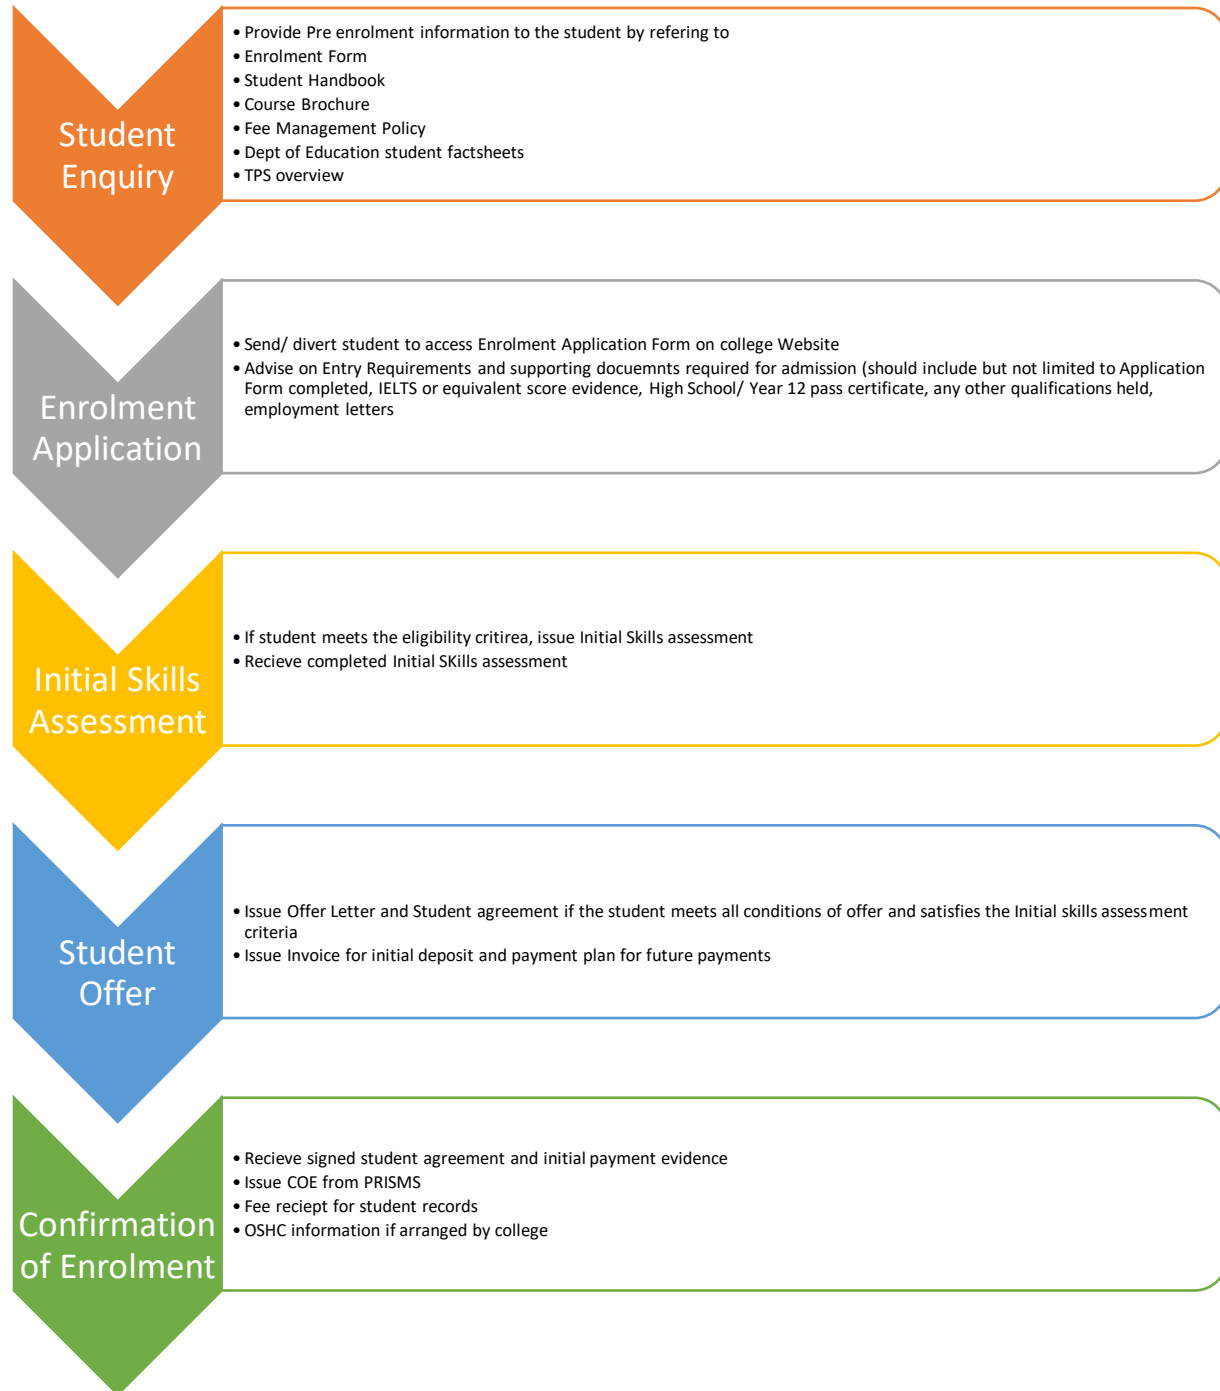 Student
Enquiry
• Provide Pre enrolment information to the student by refering to
• Enrolment Form
• Student Handbook
• Course Brochure
• Fee Management Policy
• Dept of Education student factsheets
• TPS overview
Enrolment
Application
• Send/ divert student to access Enrolment Application Form on college Website
• Advise on Entry Requirements and supporting docuemnts required for admission (should include but not limited to Application
Form completed, IELTS or equivalent score evidence, High School/ Year 12 pass certificate, any other qualifications held,
employment letters
Initial Skills
Assessment
• If student meets the eligibility critirea, issue Initial Skills assessment
• Recieve completed Initial SKills assessment
Student
Offer
• Issue Offer Letter and Student agreement if the student meets all conditions of offer and satisfies the Initial skills assessment
criteria
• Issue Invoice for initial deposit and payment plan for future payments
Confirmation
of Enrolment
• Recieve signed student agreement and initial payment evidence
• Issue COE from PRISMS
• Fee reciept for student records
• OSHC information if arranged by college